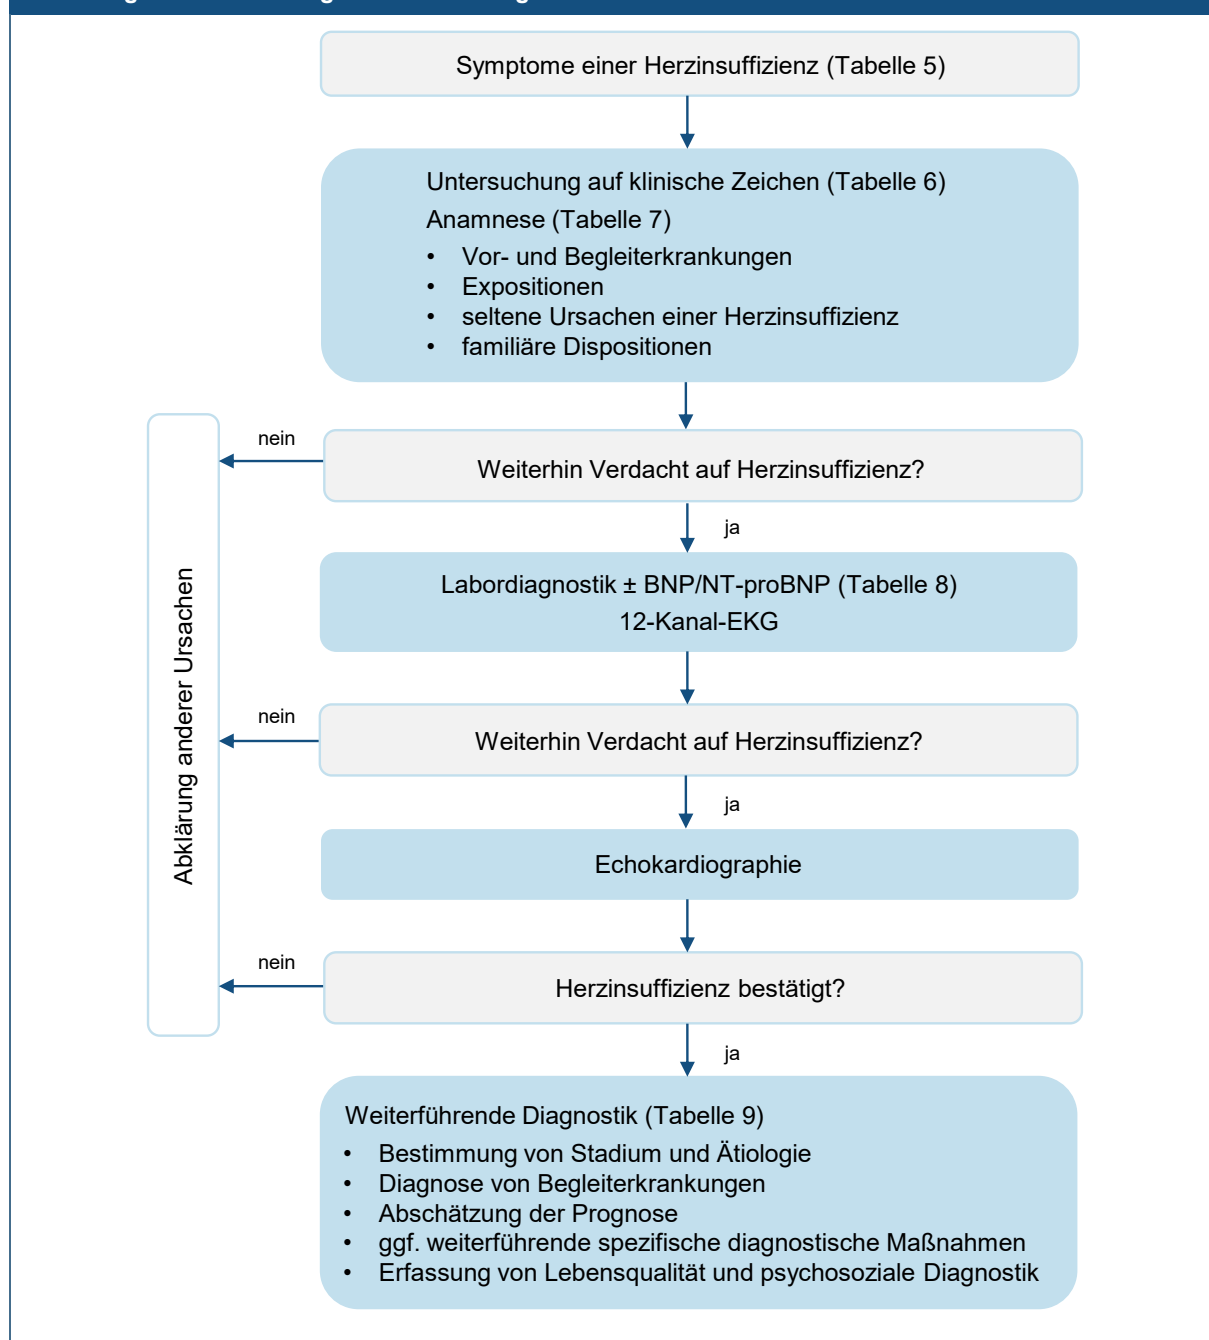 Symptome einer Herzinsuffizienz (Tabelle 5)
Untersuchung auf klinische Zeichen (Tabelle 6)
Anamnese (Tabelle 7)
• Vor- und Begleiterkrankungen
• Expositionen
• seltene Ursachen einer Herzinsuffizienz
• familiäre Dispositionen
nein
Weiterhin Verdacht auf Herzinsuffizienz?
ja
Labordiagnostik ± BNP/NT-proBNP (Tabelle 8)
12-Kanal-EKG
Abklärung anderer Ursachen
nein
Weiterhin Verdacht auf Herzinsuffizienz?
ja
Echokardiographie
nein
Herzinsuffizienz bestätigt?
ja
Weiterführende Diagnostik (Tabelle 9)
• Bestimmung von Stadium und Ätiologie
• Diagnose von Begleiterkrankungen
• Abschätzung der Prognose
• ggf. weiterführende spezifische diagnostische Maßnahmen
• Erfassung von Lebensqualität und psychosoziale Diagnostik